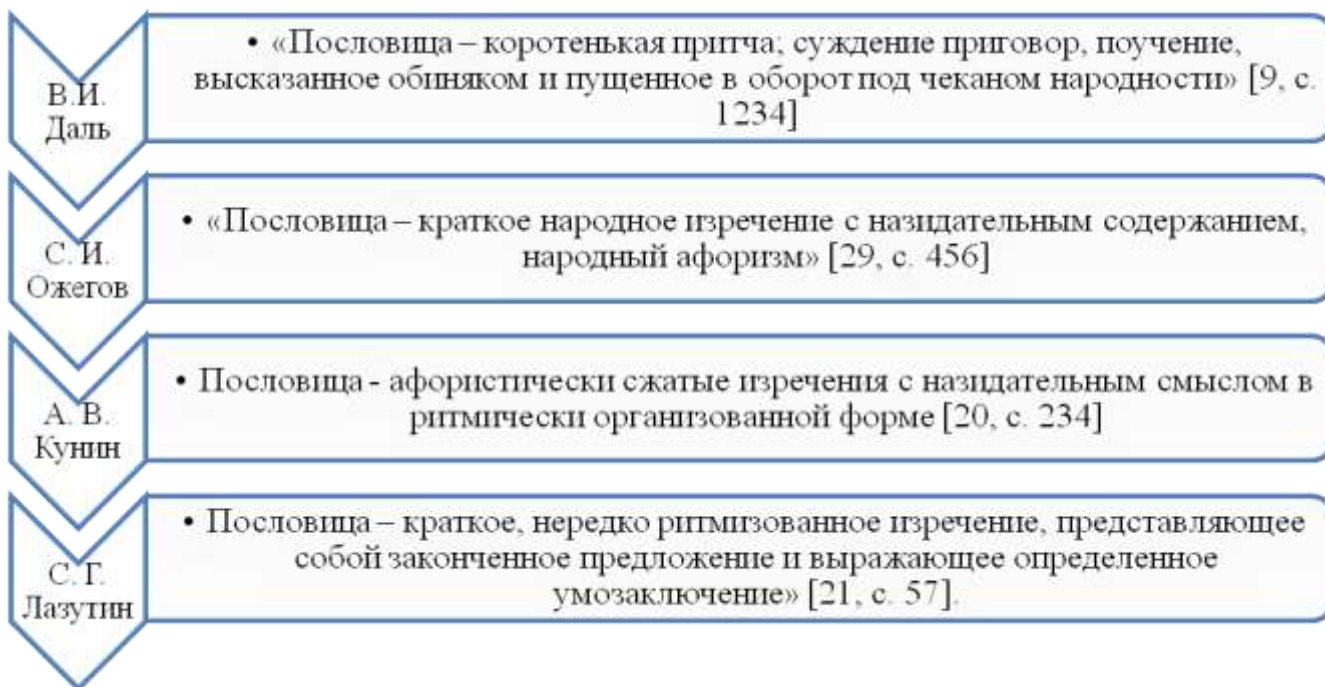 В.И.
Даль
• «Пословица – коротенькая притча; суждение приговор, поучение,
высказанное обиняком и пущенное в оборот под чеканом народности» [9, с.
1234]
С. И.
Ожегов
• «Пословица – краткое народное изречение с назидательным содержанием,
народный афоризм» [29, с. 456]
А. В.
Кунин
• Пословица - афористически сжатые изречения с назидательным смыслом в
ритмически организованной форме [20, с. 234]
С. Г.
Лазутин
• Пословица – краткое, нередко ритмизованное изречение, представляющее
собой законченное предложение и выражающее определенное
умозаключение» [21, с. 57].